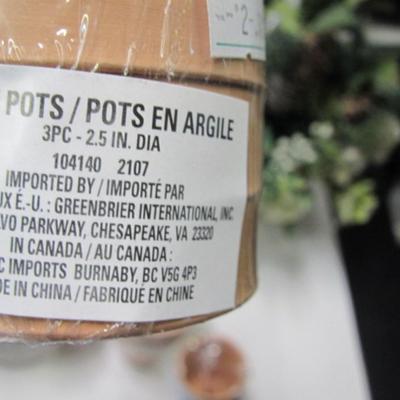 POTS / POTS EN ARGILE
3PC - 2.5 IN. DIA
104140 2107
IMPORTED BY / IMPORTÉ PAR
UX É.-U. : GREENBRIER INTERNATIONAL, INC.
VO PARKWAY, CHESAPEAKE, VA 23320
IN CANADA / AU CANADA :
C IMPORTS BURNABY, BC V5G 4P3
DE IN CHINA / FABRIQUÉ EN CHINE